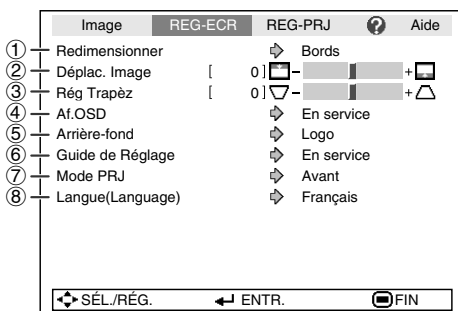 Image REG-ECR REG-PRJ ? Aide
① Redimensionner Bords
② Déplac. Image [ 0 ] - +
③ Rég Trapèz [ 0 ] - +
④ Af.OSD En service
⑤ Arrière-fond Logo
⑥ Guide de Réglage En service
⑦ Mode PRJ Avant
⑧ Langue(Language) Français
SÉL./RÉG. ENTR. FIN